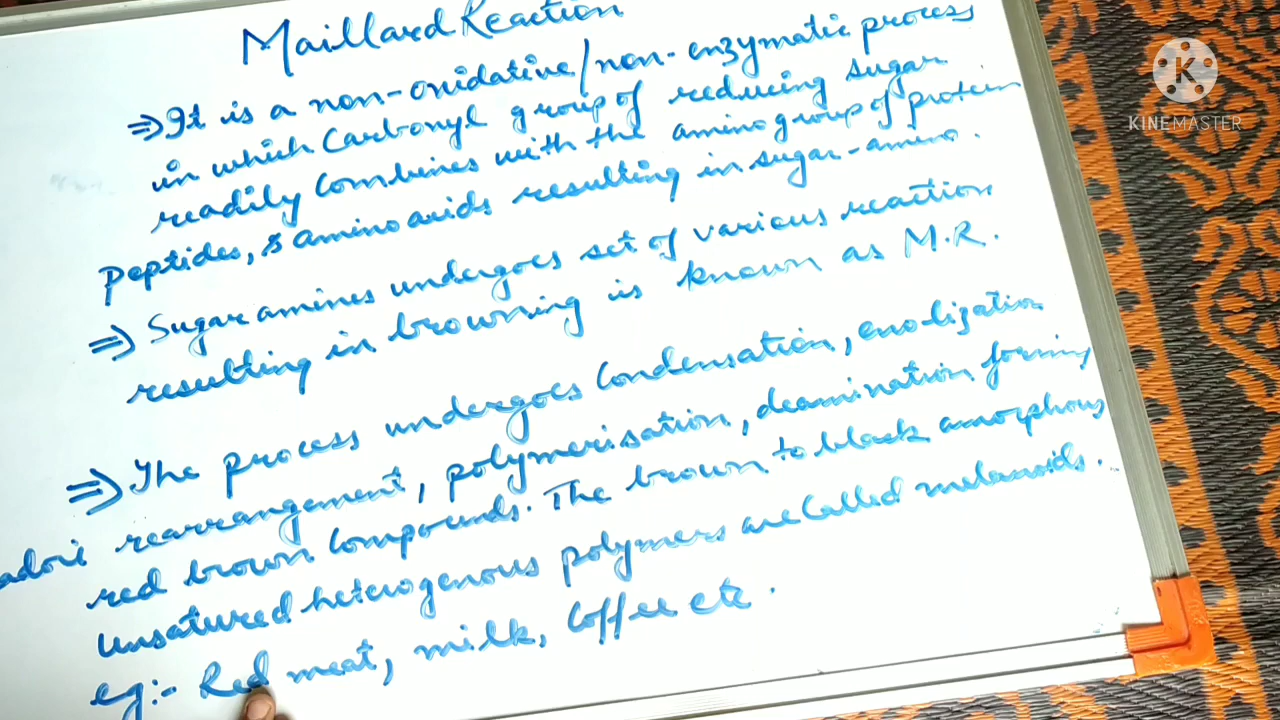 Maillard Reaction
⇒ It is a non-oxidative/non-enzymatic process
in which Carbonyl group of reducing sugar
readily combines with the amino group of protein
peptides, & amino acids resulting in sugar-amino.
⇒ Sugar amines undergoes set of various reaction
resulting in browning is known as M.R.
⇒ The process undergoes Condensation, enolization
adori rearrangement, polymerisation, deamination forming
red brown compounds. The brown to black amorphous
unsatured heterogenous polymers are called melanoids.
eg:- Red meat, milk, Coffee etc.
K
KINEMASTER